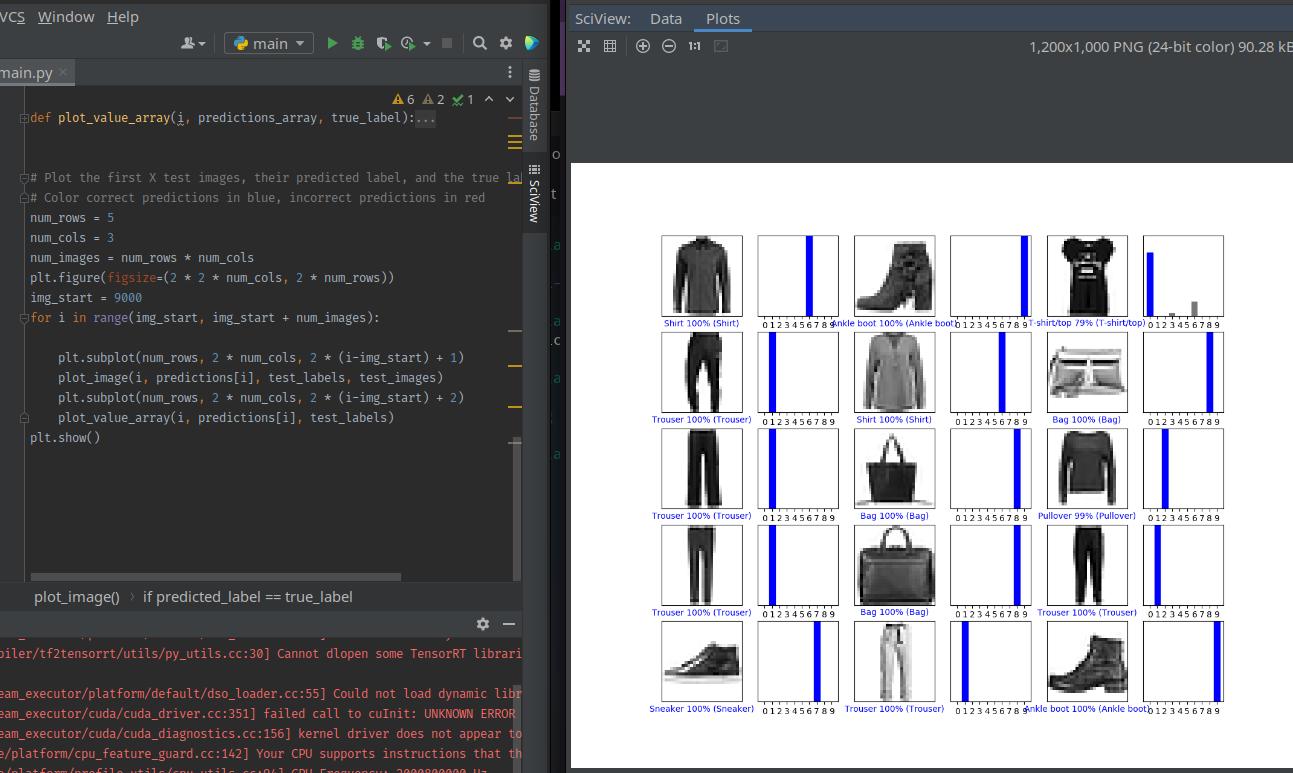 VCS Window Help
main
main.py
6 2 1
def plot_value_array(i, predictions_array, true_label):...
# Plot the first X test images, their predicted label, and the true la
# Color correct predictions in blue, incorrect predictions in red
num_rows = 5
num_cols = 3
num_images = num_rows * num_cols
plt.figure(figsize=(2 * 2 * num_cols, 2 * num_rows))
img_start = 9000
for i in range(img_start, img_start + num_images):
plt.subplot(num_rows, 2 * num_cols, 2 * (i-img_start) + 1)
plot_image(i, predictions[i], test_labels, test_images)
plt.subplot(num_rows, 2 * num_cols, 2 * (i-img_start) + 2)
plot_value_array(i, predictions[i], test_labels)
plt.show()
plot_image() › if predicted_label == true_label
piler/tf2tensorrt/utils/py_utils.cc:30] Cannot dlopen some TensorRT librari
eam_executor/platform/default/dso_loader.cc:55] Could not load dynamic libr
eam_executor/cuda/cuda_driver.cc:351] failed call to cuInit: UNKNOWN ERROR
eam_executor/cuda/cuda_diagnostics.cc:156] kernel driver does not appear to
e/platform/cpu_feature_guard.cc:142] Your CPU supports instructions that th
Database
SciView
SciView: Data Plots
1:1 1,200x1,000 PNG (24-bit color) 90.28 kB
Shirt 100% (Shirt) 0 1 2 3 4 5 6 7 8 9 Ankle boot 100% (Ankle boot) 0 1 2 3 4 5 6 7 8 9 T-shirt/top 79% (T-shirt/top) 0 1 2 3 4 5 6 7 8 9
Trouser 100% (Trouser) 0 1 2 3 4 5 6 7 8 9 Shirt 100% (Shirt) 0 1 2 3 4 5 6 7 8 9 Bag 100% (Bag) 0 1 2 3 4 5 6 7 8 9
Trouser 100% (Trouser) 0 1 2 3 4 5 6 7 8 9 Bag 100% (Bag) 0 1 2 3 4 5 6 7 8 9 Pullover 99% (Pullover) 0 1 2 3 4 5 6 7 8 9
Trouser 100% (Trouser) 0 1 2 3 4 5 6 7 8 9 Bag 100% (Bag) 0 1 2 3 4 5 6 7 8 9 Trouser 100% (Trouser) 0 1 2 3 4 5 6 7 8 9
Sneaker 100% (Sneaker) 0 1 2 3 4 5 6 7 8 9 Trouser 100% (Trouser) 0 1 2 3 4 5 6 7 8 9 Ankle boot 100% (Ankle boot) 0 1 2 3 4 5 6 7 8 9